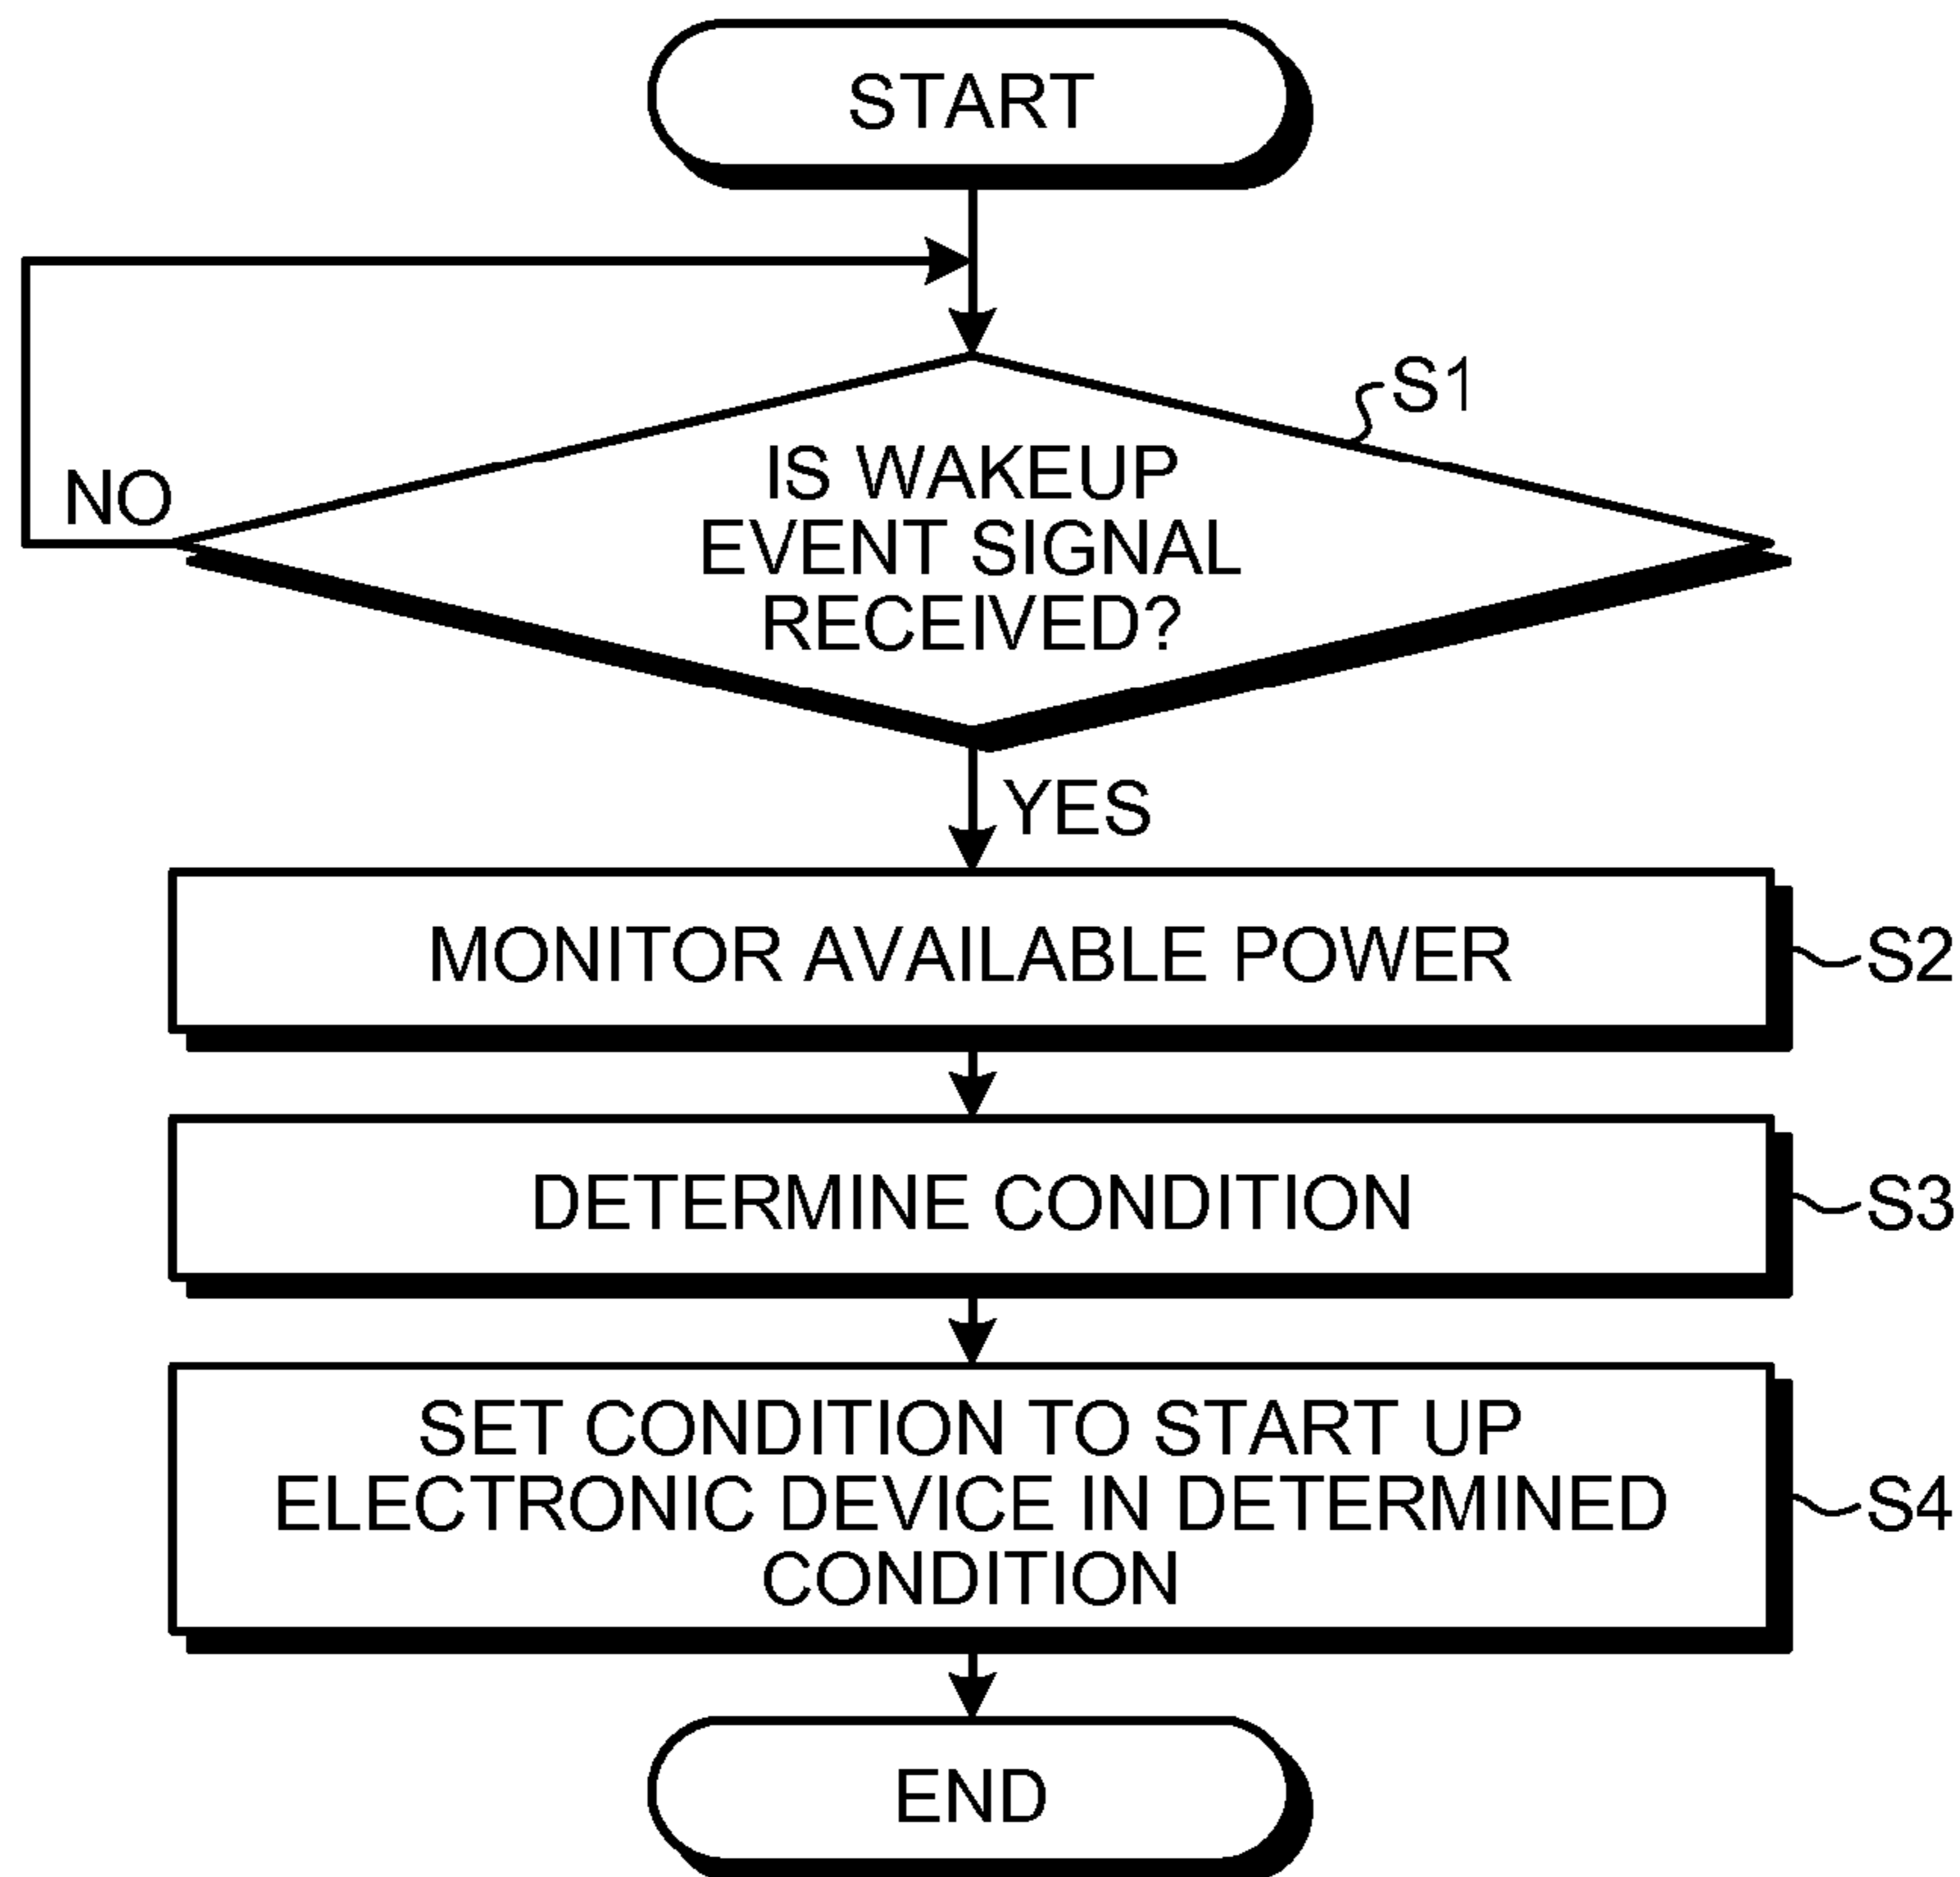 START
S1
IS WAKEUP
EVENT SIGNAL
RECEIVED?
NO
YES
MONITOR AVAILABLE POWER
S2
DETERMINE CONDITION
S3
SET CONDITION TO START UP
ELECTRONIC DEVICE IN DETERMINED
CONDITION
S4
END